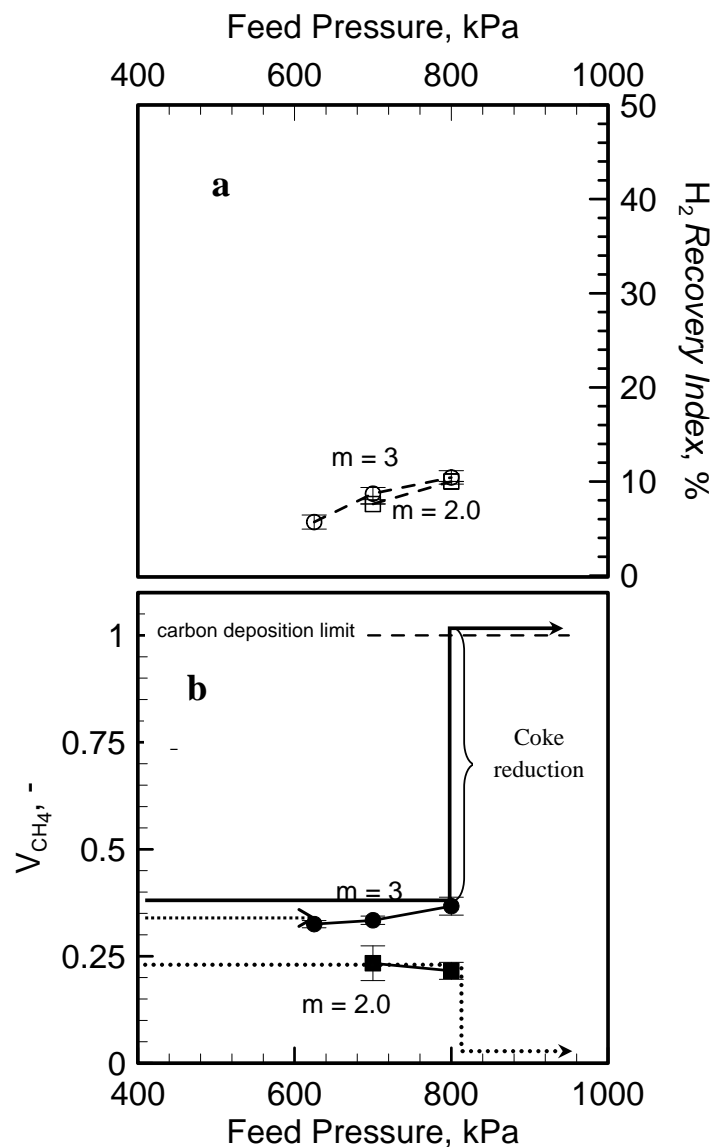 Feed Pressure, kPa
400 600 800 1000
50
a
40
H2 Recovery Index, %
30
20
m = 3
10
m = 2.0
0
1
carbon deposition limit
b
0.75
Coke
reduction
VCH4, -
0.5
m = 3
0.25
m = 2.0
0
400 600 800 1000
Feed Pressure, kPa